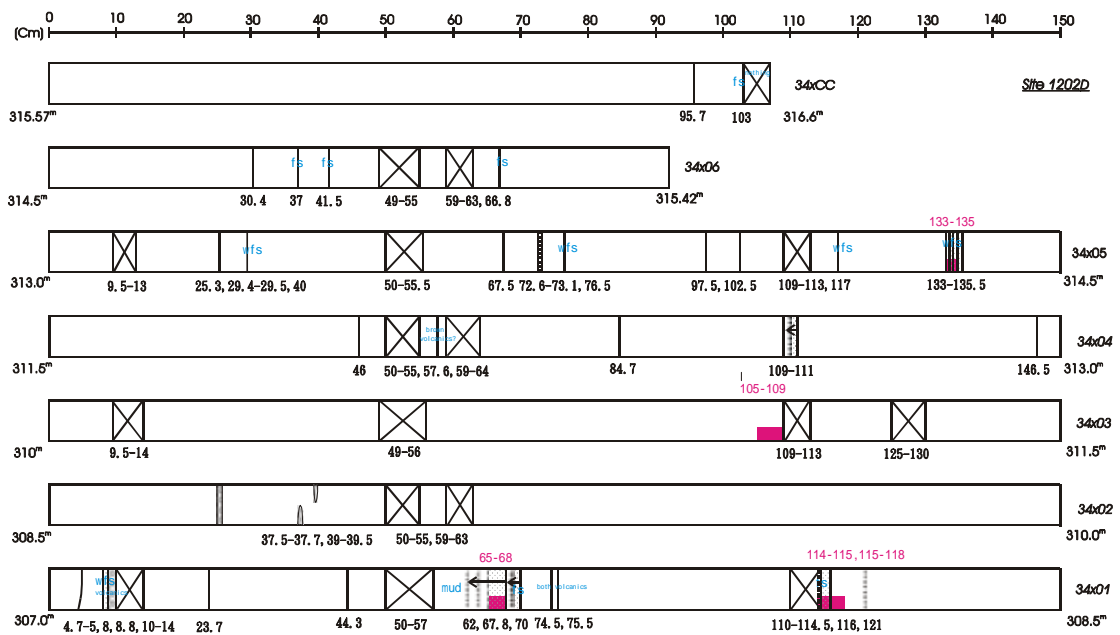 0 10 20 30 40 50 60 70 80 90 100 110 120 130 140 150
(Cm)
fs
34xCC
Site 1202D
315.57m 95.7 103 316.6m
fs fs fs
34x06
314.5m 30.4 37 41.5 49-55 59-63, 66.8 315.42m
133-135
wfs wfs wfs wfs
34x05
313.0m 9.5-13 25.3, 29.4-29.5, 40 50-55.5 67.5 72.6-73.1, 76.5 97.5, 102.5 109-113, 117 133-135.5 314.5m
brown
volcanics?
34x04
311.5m 46 50-55, 57.6, 59-64 84.7 109-111 146.5 313.0m
105-109
34x03
310m 9.5-14 49-56 109-113 125-130 311.5m
34x02
308.5m 37.5-37.7, 39-39.5 50-55, 59-63 310.0m
65-68 114-115, 115-118
wfs
volcanics
mud fs both volcanics fs
34x01
307.0m 4.7-5, 8, 8.8, 10-14 23.7 44.3 50-57 62, 67.8, 70 74.5, 75.5 110-114.5, 116, 121 308.5m